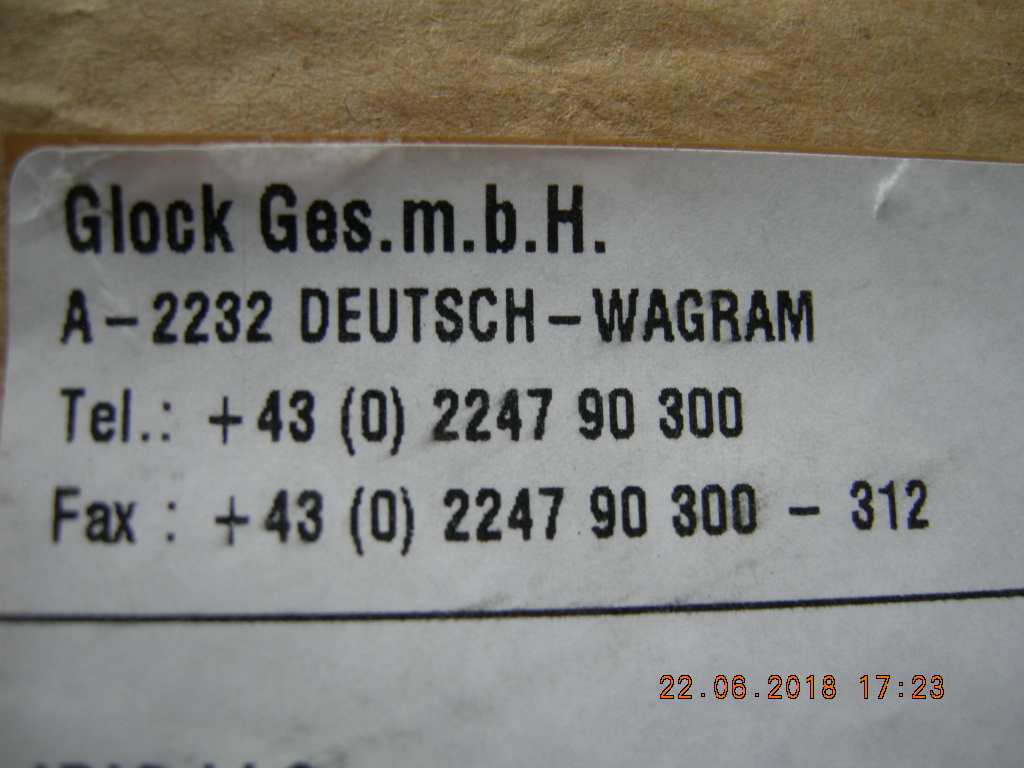 Glock Ges.m.b.H.
A – 2232 DEUTSCH – WAGRAM
Tel.: +43 (0) 2247 90 300
Fax : +43 (0) 2247 90 300 – 312
22.06.2018 17:23